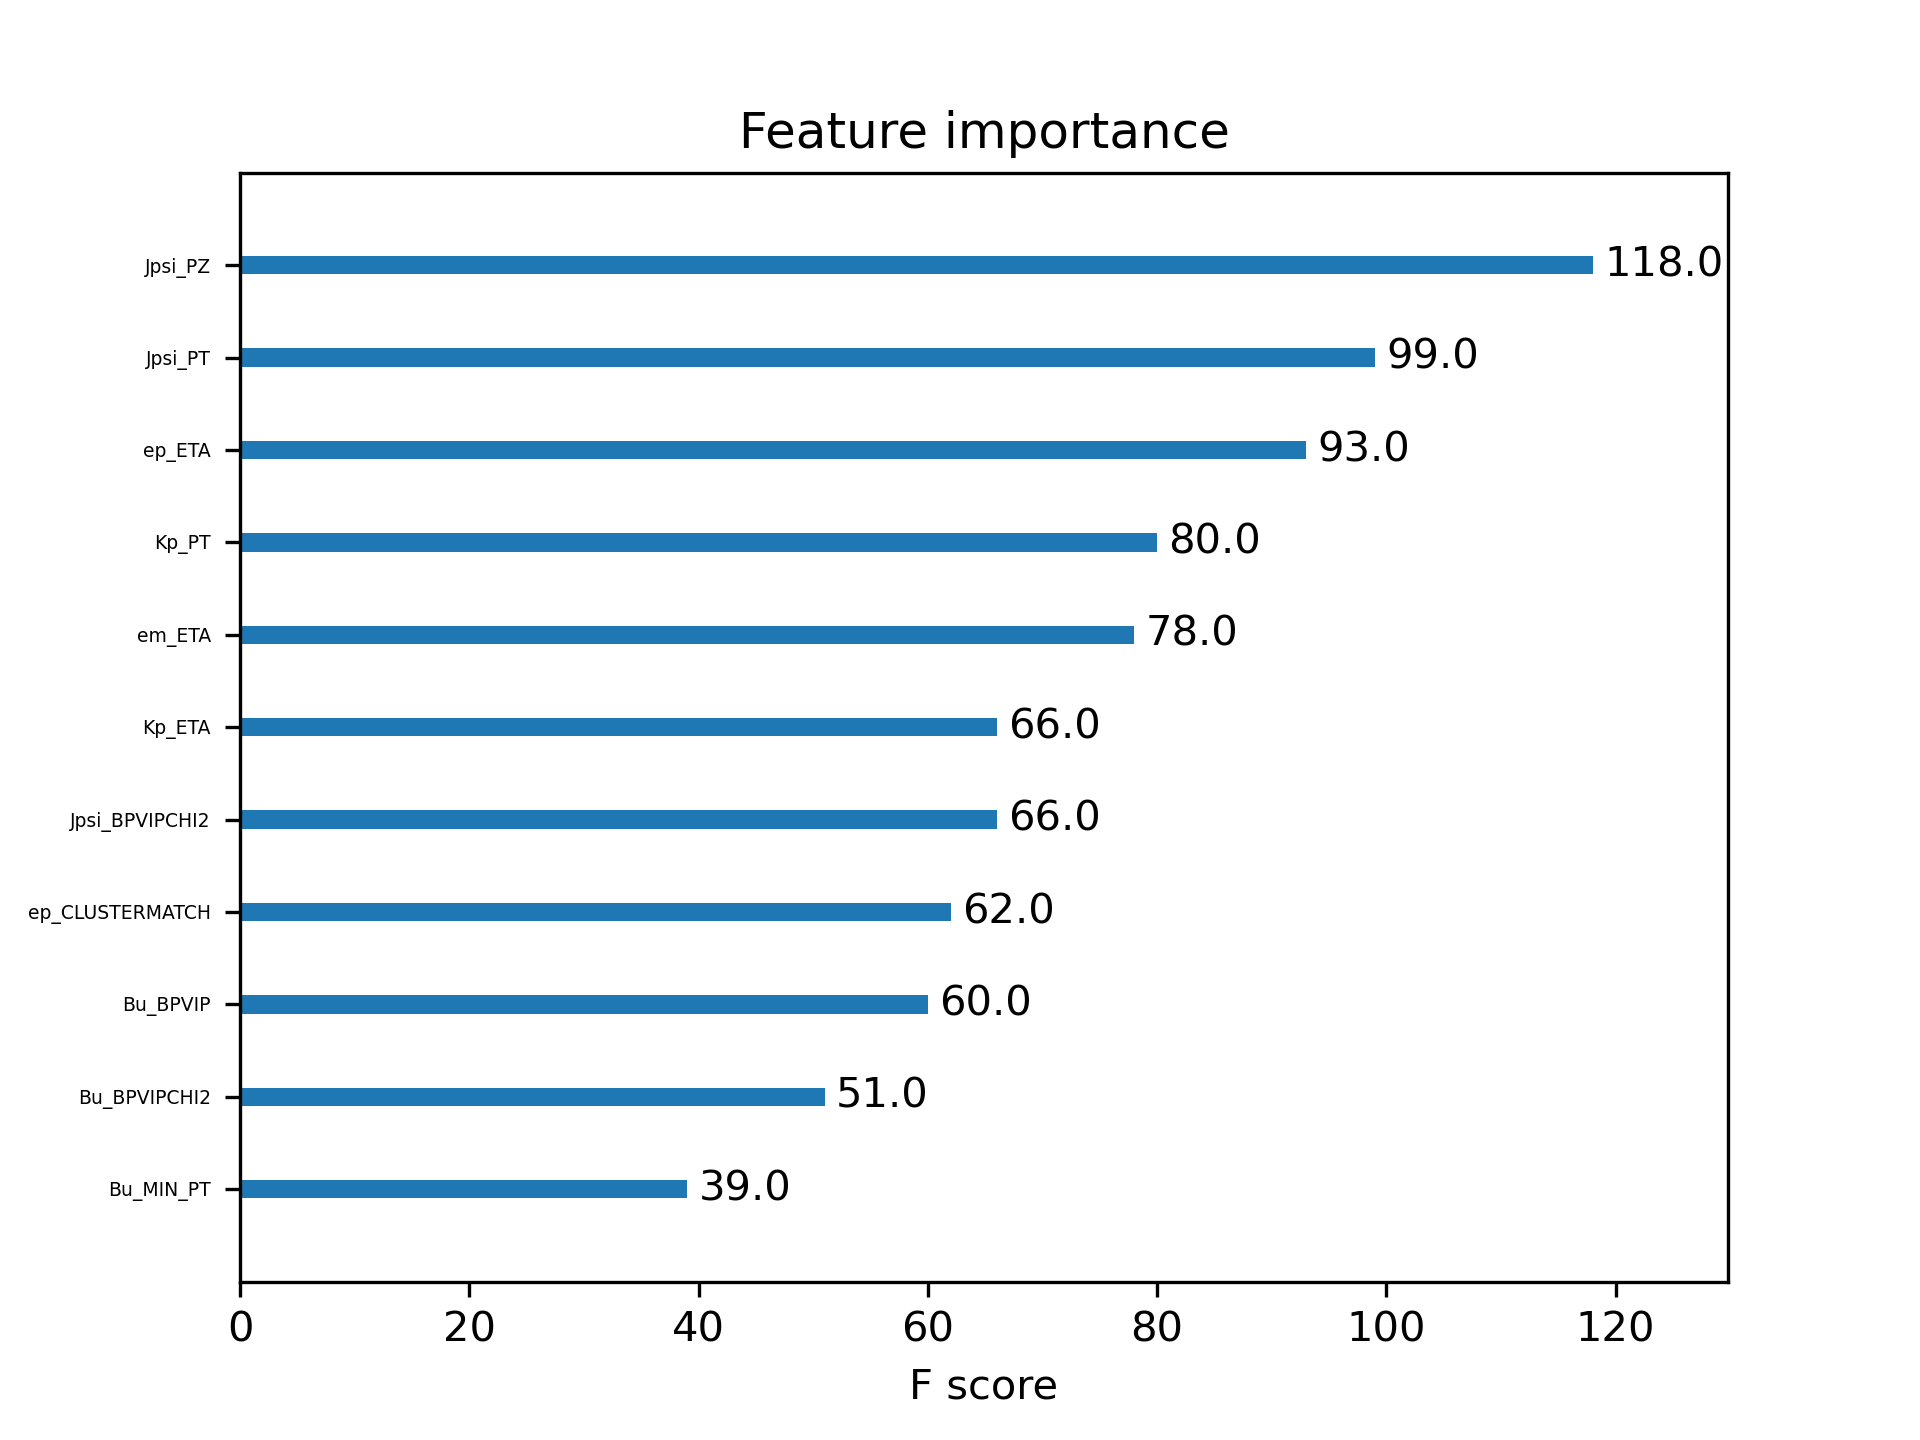 Feature importance
Jpsi_PZ 118.0
Jpsi_PT 99.0
ep_ETA 93.0
Kp_PT 80.0
em_ETA 78.0
Kp_ETA 66.0
Jpsi_BPVIPCHI2 66.0
ep_CLUSTERMATCH 62.0
Bu_BPVIP 60.0
Bu_BPVIPCHI2 51.0
Bu_MIN_PT 39.0
0 20 40 60 80 100 120
F score